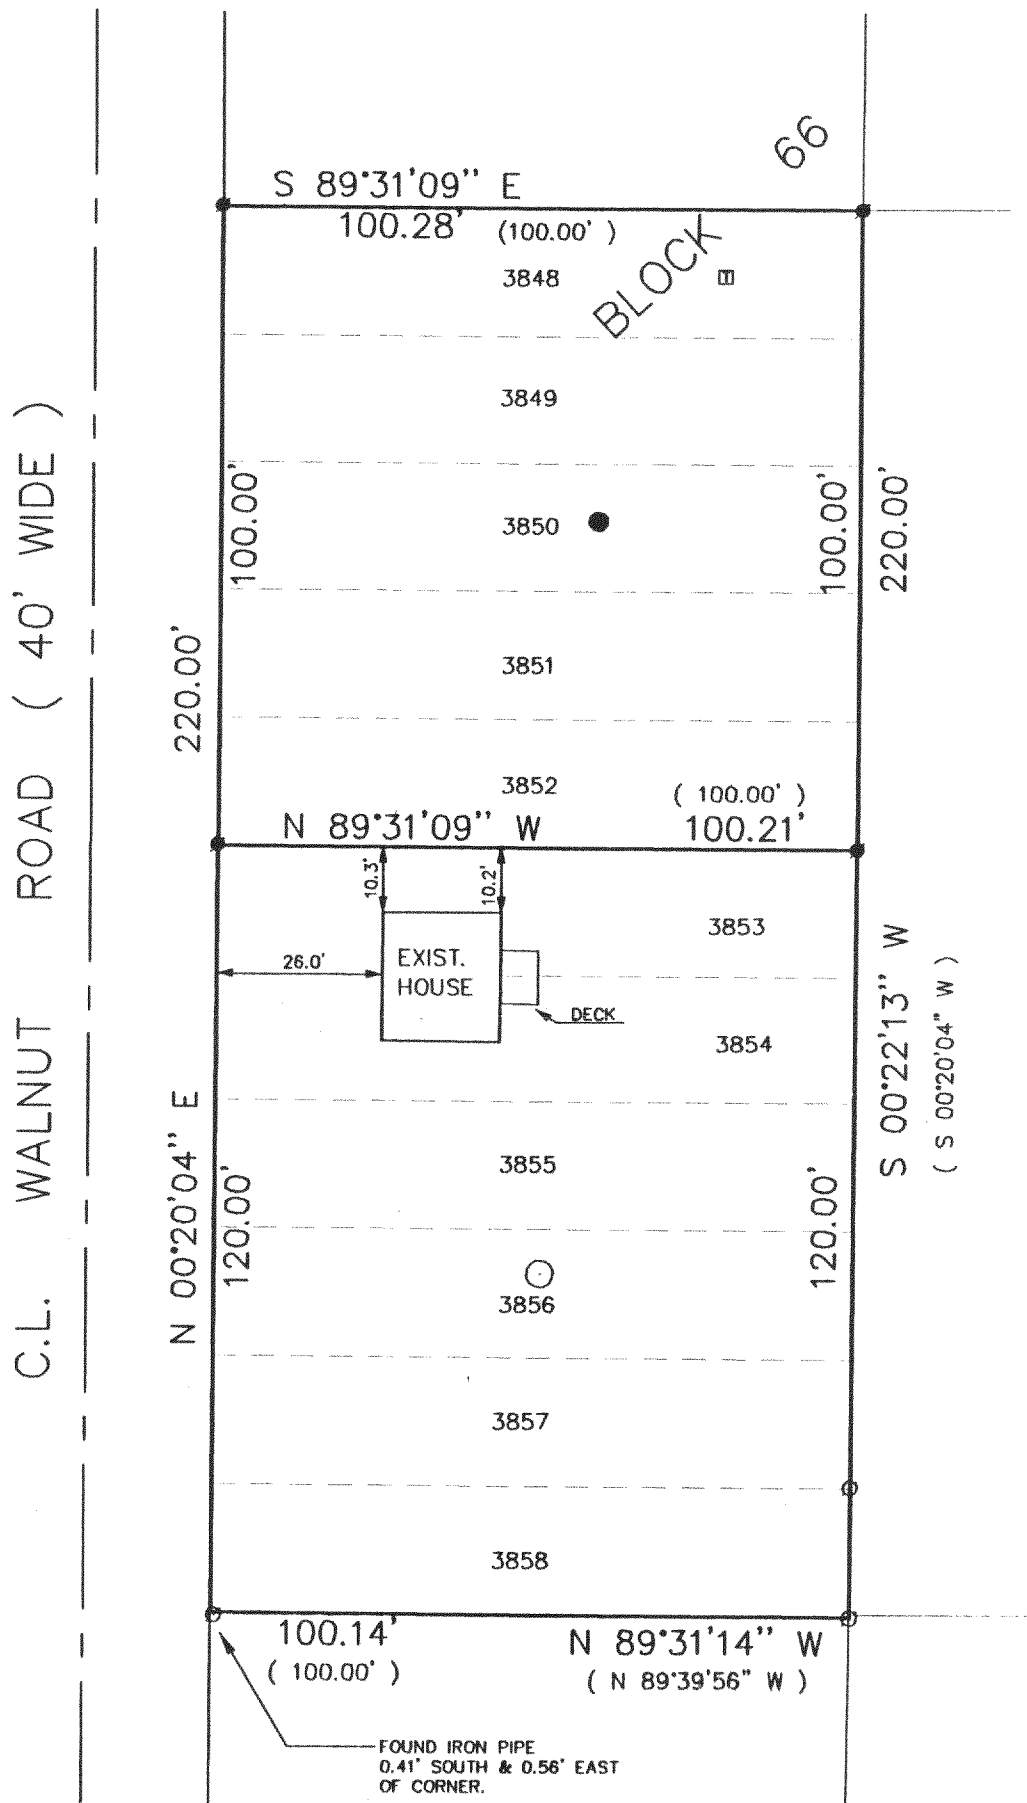 66
S 89°31'09" E
100.28' (100.00' )
BLOCK
3848
T
3849
100.00'
3850
100.00'
220.00'
220.00'
3851
3852
( 100.00' )
N 89°31'09" W
100.21'
10.3'
10.2'
3853
26.0'
EXIST.
HOUSE
DECK
3854
C.L. WALNUT ROAD ( 40' WIDE )
N 00°20'04" E
120.00'
3855
120.00'
S 00°22'13" W
( S 00°20'04" W )
3856
3857
3858
100.14'
( 100.00' )
N 89°31'14" W
( N 89°39'56" W )
FOUND IRON PIPE
0.41' SOUTH & 0.56' EAST
OF CORNER.